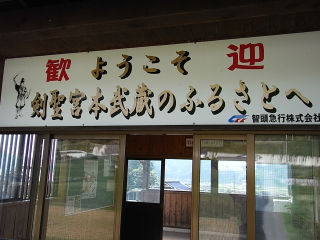 歓 ようこそ 迎
剣聖宮本武蔵のふるさとへ
智頭急行株式会社